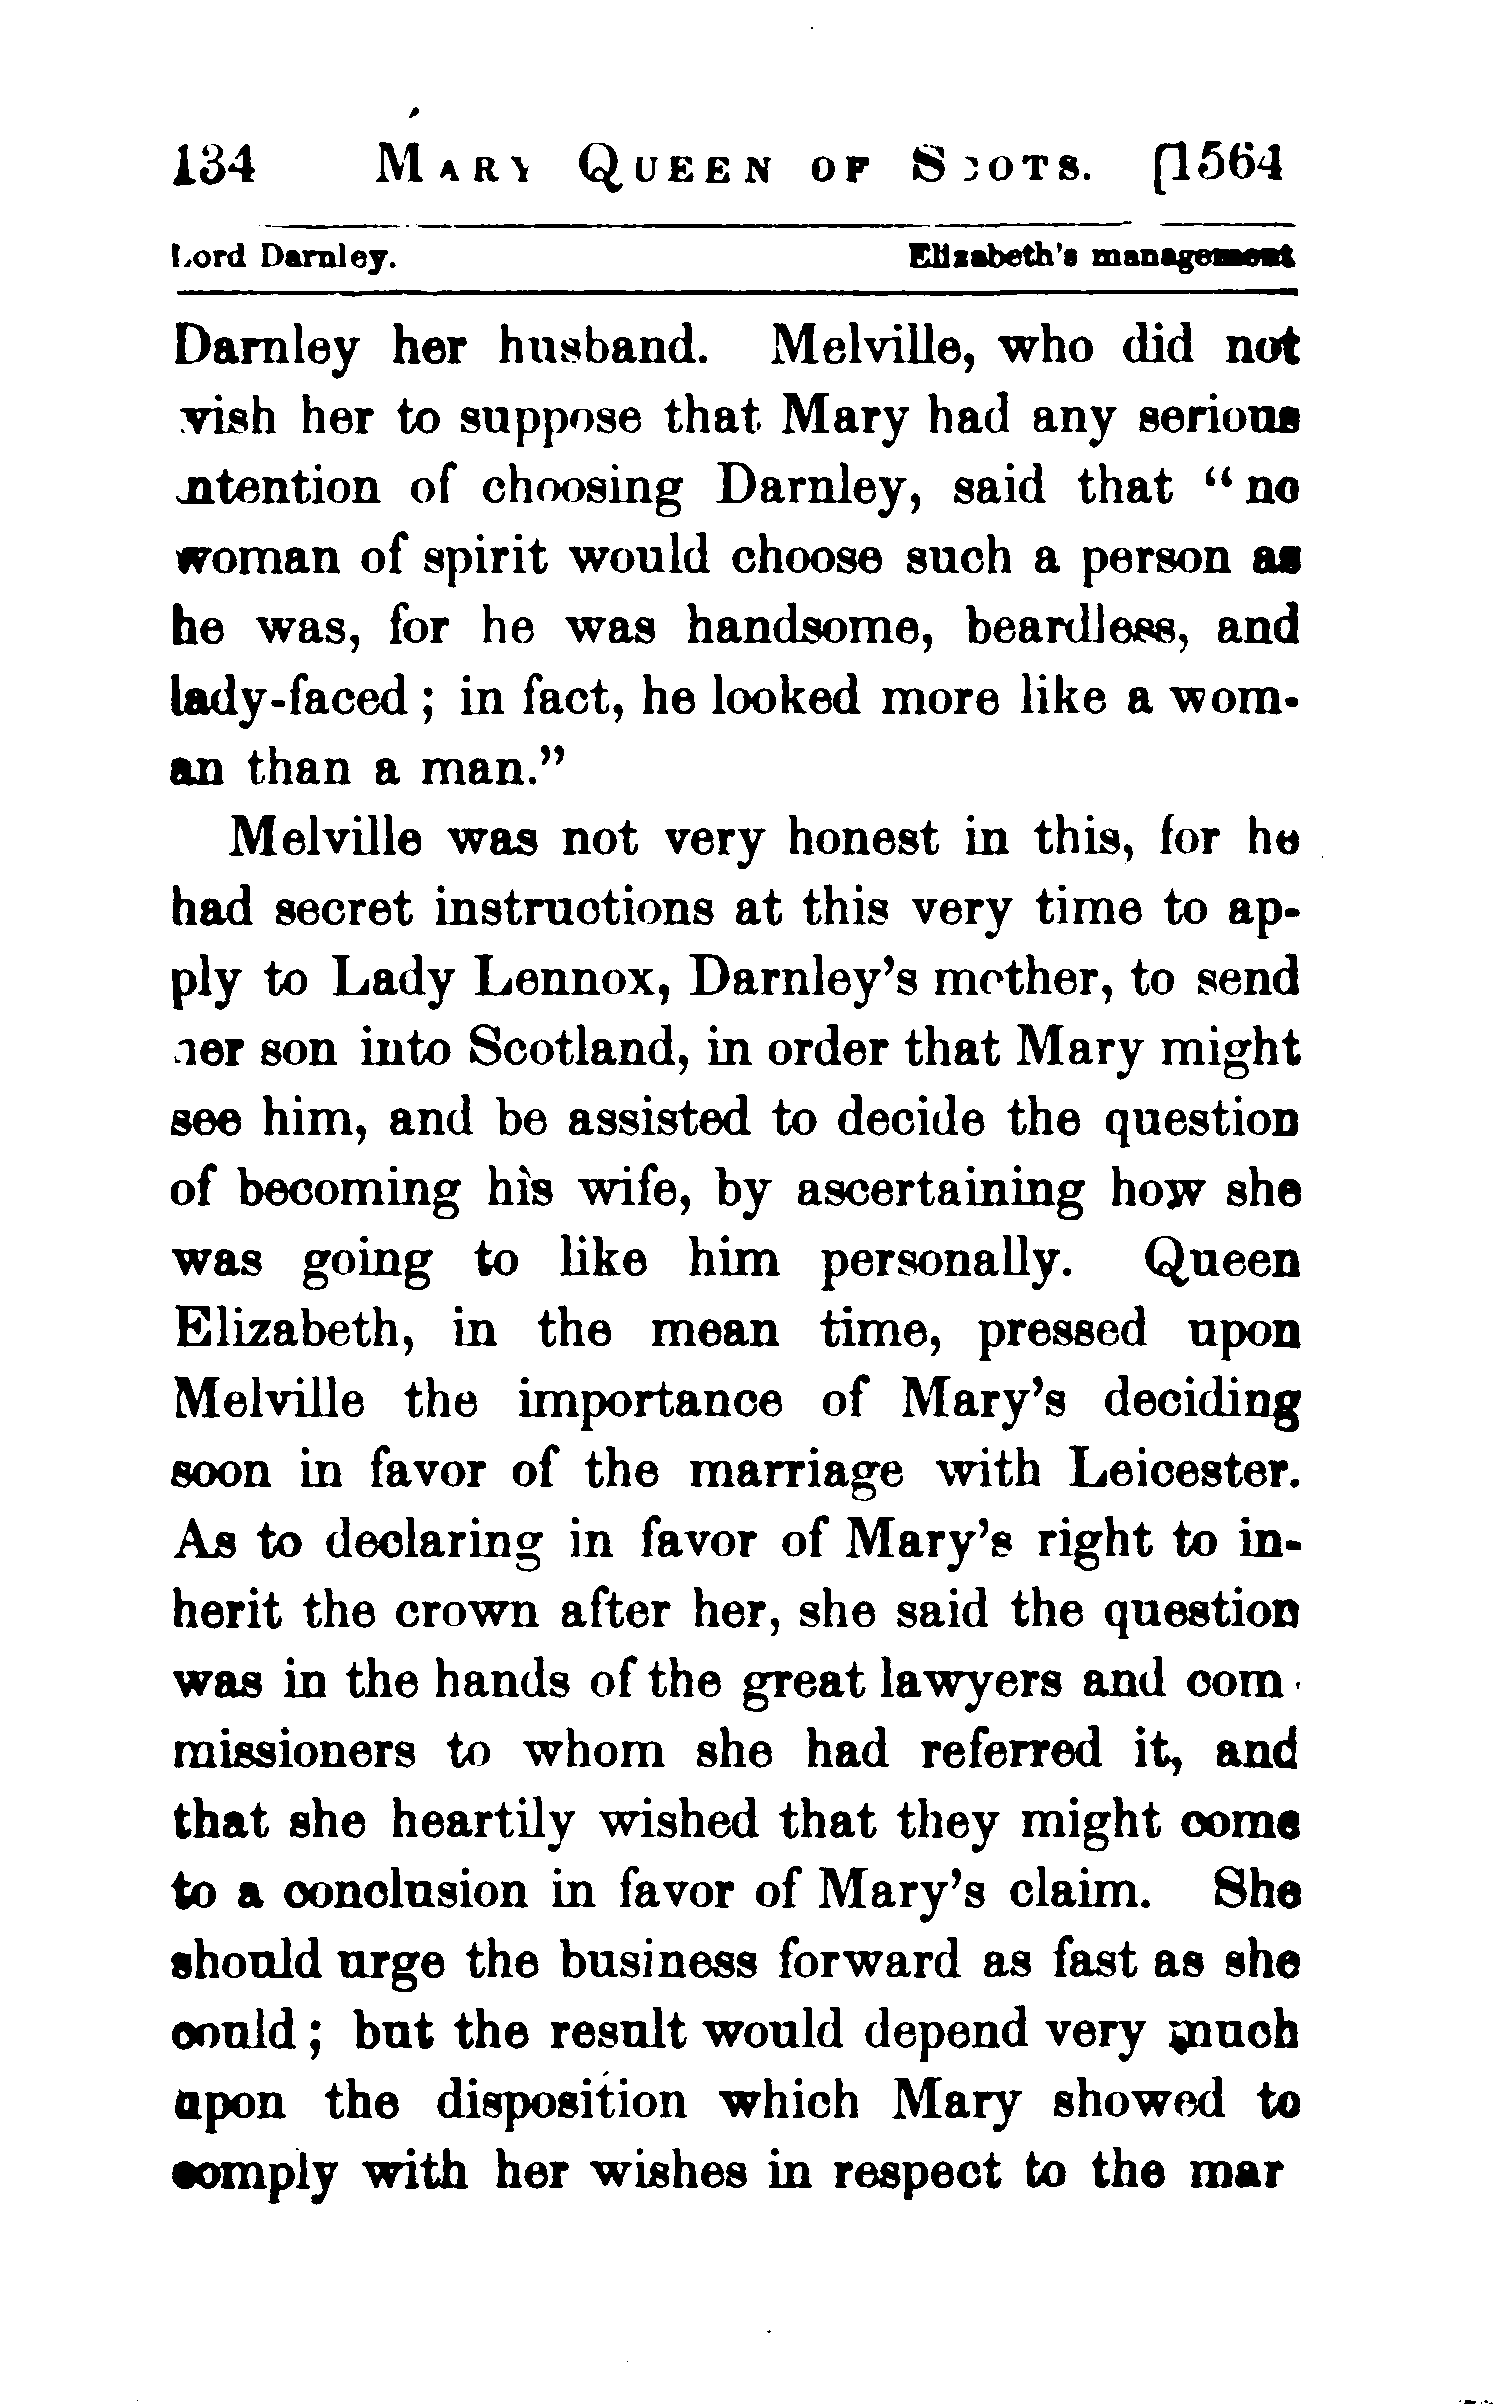 134 MARY QUEEN OF SCOTS. [1564
Lord Darnley. Elizabeth's management
Darnley her husband. Melville, who did not
wish her to suppose that Mary had any serious
intention of choosing Darnley, said that “ no
woman of spirit would choose such a person as
he was, for he was handsome, beardless, and
lady-faced ; in fact, he looked more like a wom-
an than a man.”
Melville was not very honest in this, for he
had secret instructions at this very time to ap-
ply to Lady Lennox, Darnley’s mother, to send
her son into Scotland, in order that Mary might
see him, and be assisted to decide the question
of becoming his wife, by ascertaining how she
was going to like him personally. Queen
Elizabeth, in the mean time, pressed upon
Melville the importance of Mary’s deciding
soon in favor of the marriage with Leicester.
As to declaring in favor of Mary’s right to in-
herit the crown after her, she said the question
was in the hands of the great lawyers and com-
missioners to whom she had referred it, and
that she heartily wished that they might come
to a conclusion in favor of Mary’s claim. She
should urge the business forward as fast as she
could ; but the result would depend very much
upon the disposition which Mary showed to
comply with her wishes in respect to the mar